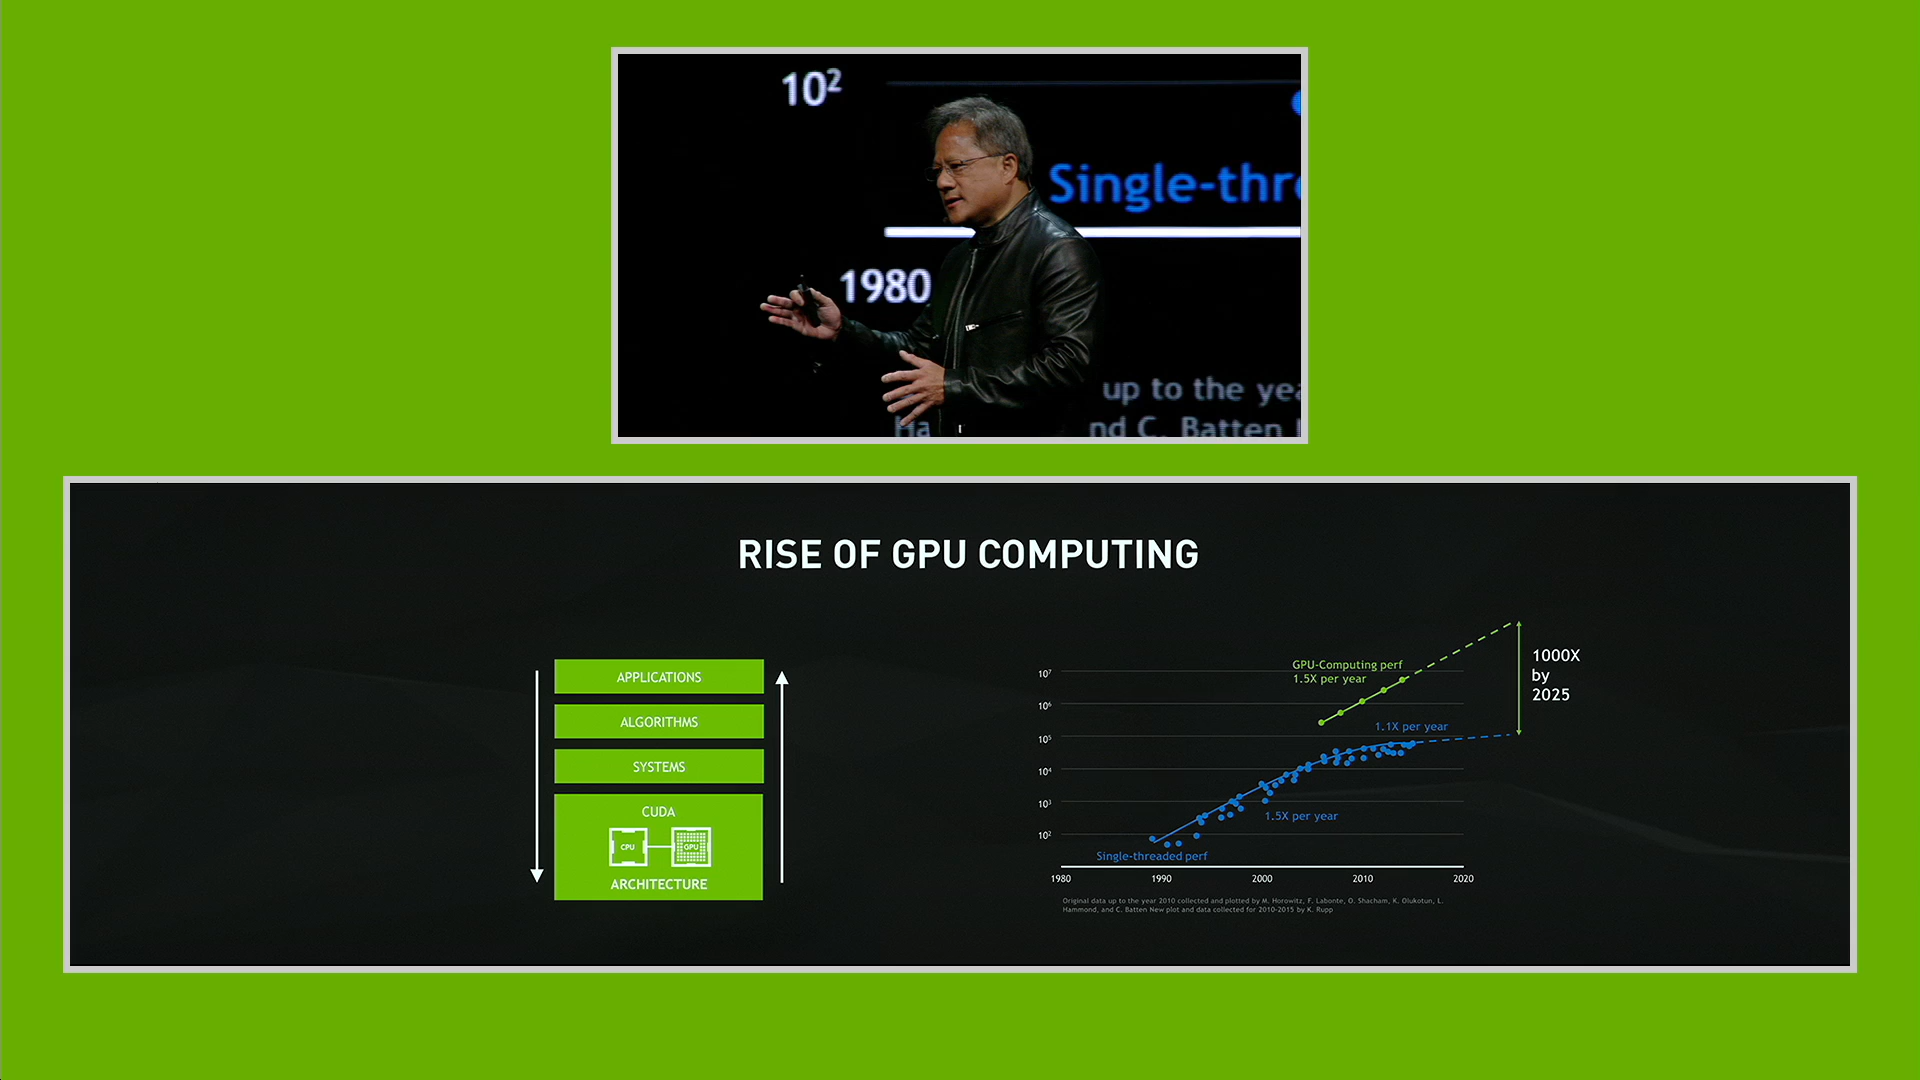 10²
Single-thr
1980
up to the yea
Ha nd C. Batten
RISE OF GPU COMPUTING
APPLICATIONS
ALGORITHMS
SYSTEMS
CUDA
CPU
GPU
ARCHITECTURE
GPU-Computing perf
1.5X per year
1000X
by
2025
1.1X per year
1.5X per year
Single-threaded perf
10⁷
10⁶
10⁵
10⁴
10³
10²
1980
1990
2000
2010
2020
Original data up to the year 2010 collected and plotted by M. Horowitz, F. Labonte, O. Shacham, K. Olukotun, L.
Hammond, and C. Batten New plot and data collected for 2010-2015 by K. Rupp